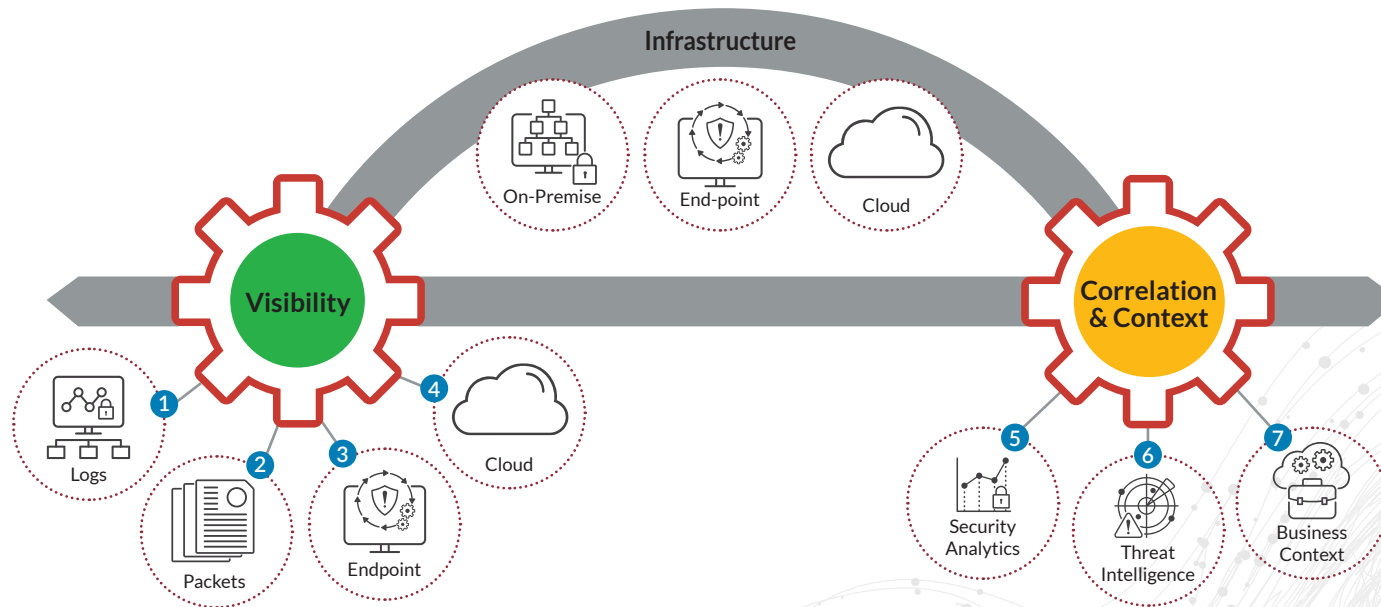 Infrastructure
On-Premise
End-point
Cloud
Visibility
Correlation
& Context
1
Logs
2
Packets
3
Endpoint
4
Cloud
5
Security
Analytics
6
Threat
Intelligence
7
Business
Context